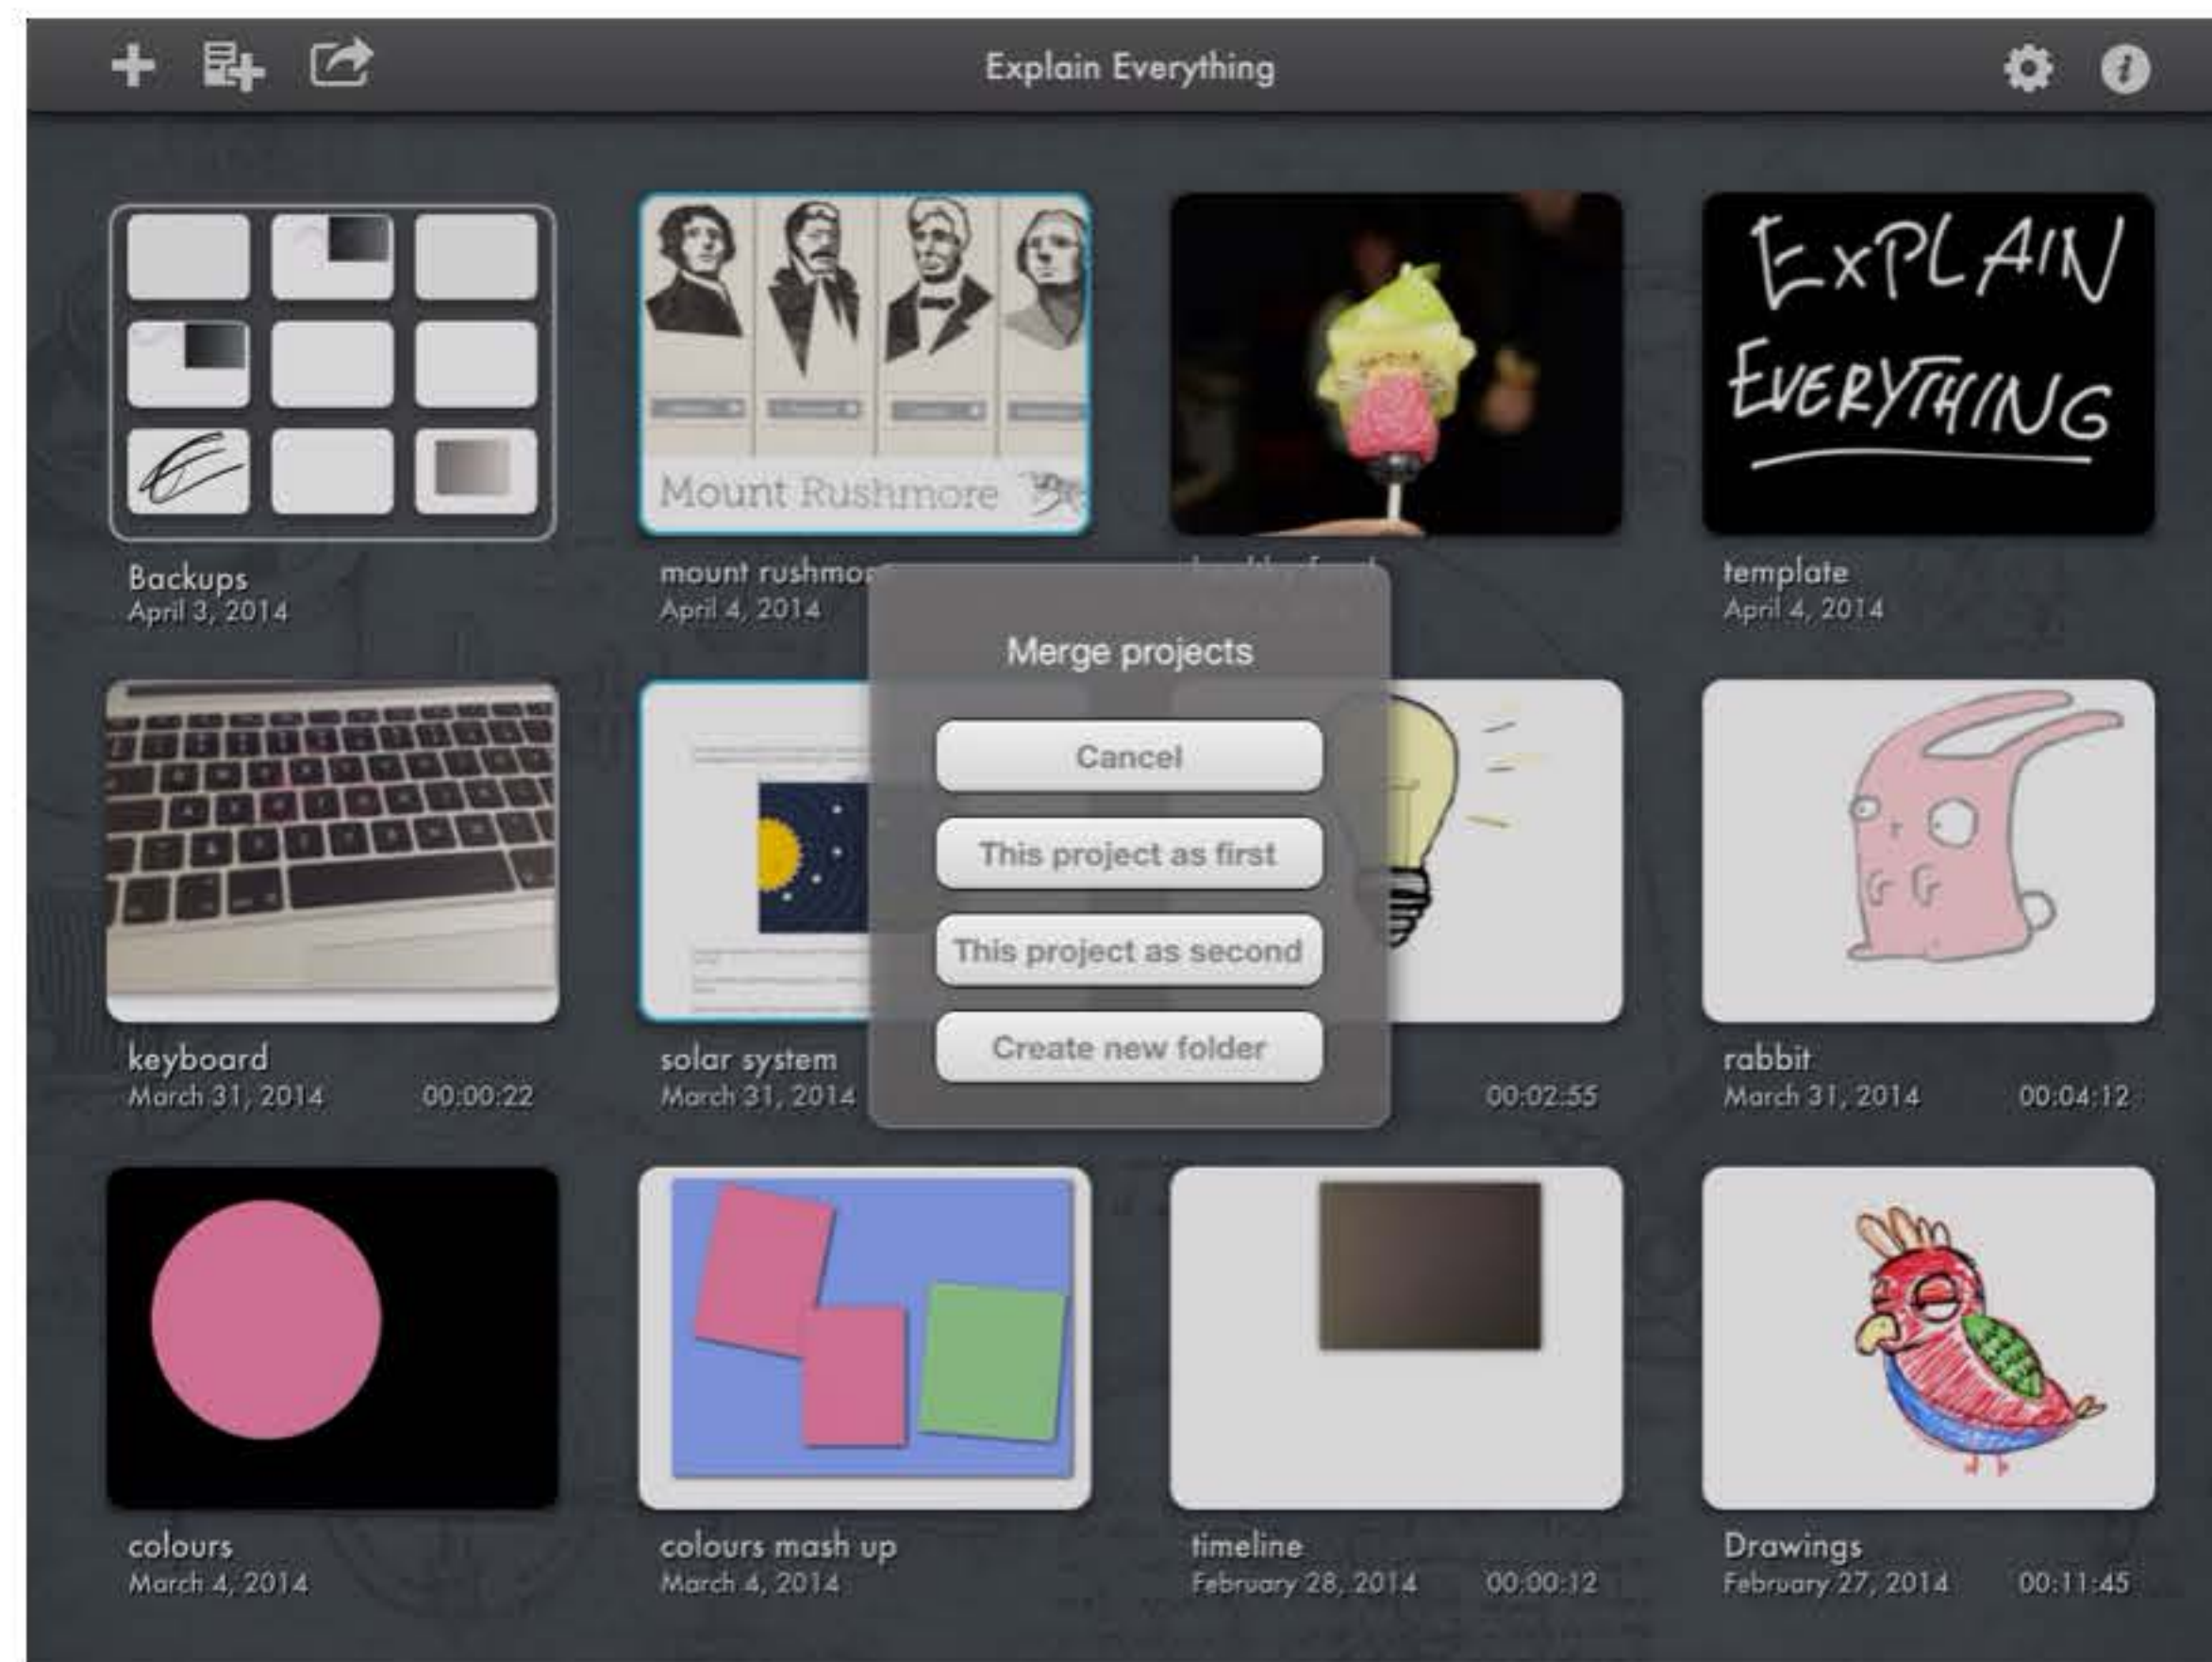 Explain Everything
EXPLAIN
EVERYTHING
Mount Rushmore
Backups
April 3, 2014
mount rushmore
April 4, 2014
template
April 4, 2014
Merge projects
Cancel
This project as first
This project as second
Create new folder
keyboard
March 31, 2014 00:00:22
solar system
March 31, 2014
00:02:55
rabbit
March 31, 2014 00:04:12
colours
March 4, 2014
colours mash up
March 4, 2014
timeline
February 28, 2014 00:00:12
Drawings
February 27, 2014 00:11:45